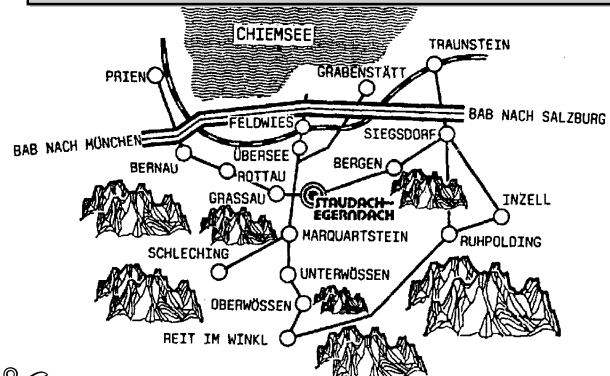 CHIEMSEE
TRAUNSTEIN
PRIEN
GRABENSTÄTT
BAB NACH SALZBURG
FELDWIES
SIEGSDORF
BAB NACH MÜNCHEN
ÜBERSEE
BERNAU
BERGEN
ROTTAU
GRASSAU
STAUDACH-
EGERNDACH
INZELL
MARQUARTSTEIN
RUHPOLDING
SCHLECHING
UNTERWÖSSEN
OBERWÖSSEN
REIT IM WINKL